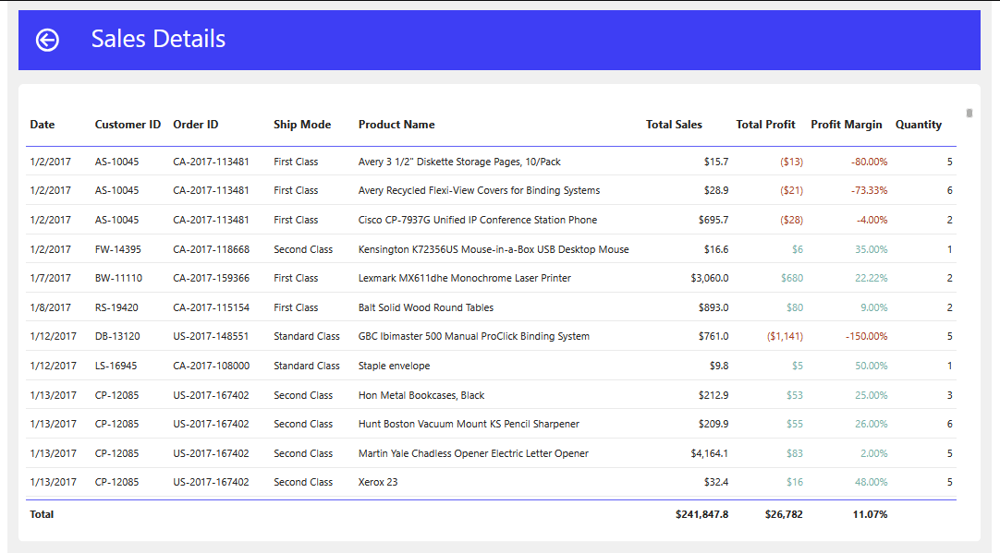 Sales Details
Date Customer ID Order ID Ship Mode Product Name Total Sales Total Profit Profit Margin Quantity
1/2/2017 AS-10045 CA-2017-113481 First Class Avery 3 1/2" Diskette Storage Pages, 10/Pack $15.7 ($13) -80.00% 5
1/2/2017 AS-10045 CA-2017-113481 First Class Avery Recycled Flexi-View Covers for Binding Systems $28.9 ($21) -73.33% 6
1/2/2017 AS-10045 CA-2017-113481 First Class Cisco CP-7937G Unified IP Conference Station Phone $695.7 ($28) -4.00% 2
1/2/2017 FW-14395 CA-2017-118668 Second Class Kensington K72356US Mouse-in-a-Box USB Desktop Mouse $16.6 $6 35.00% 1
1/7/2017 BW-11110 CA-2017-159366 First Class Lexmark MX611dhe Monochrome Laser Printer $3,060.0 $680 22.22% 2
1/8/2017 RS-19420 CA-2017-115154 First Class Balt Solid Wood Round Tables $893.0 $80 9.00% 2
1/12/2017 DB-13120 US-2017-148551 Standard Class GBC Ibimaster 500 Manual ProClick Binding System $761.0 ($1,141) -150.00% 5
1/12/2017 LS-16945 CA-2017-108000 Standard Class Staple envelope $9.8 $5 50.00% 1
1/13/2017 CP-12085 US-2017-167402 Second Class Hon Metal Bookcases, Black $212.9 $53 25.00% 3
1/13/2017 CP-12085 US-2017-167402 Second Class Hunt Boston Vacuum Mount KS Pencil Sharpener $209.9 $55 26.00% 6
1/13/2017 CP-12085 US-2017-167402 Second Class Martin Yale Chadless Opener Electric Letter Opener $4,164.1 $83 2.00% 5
1/13/2017 CP-12085 US-2017-167402 Second Class Xerox 23 $32.4 $16 48.00% 5
Total $241,847.8 $26,782 11.07%